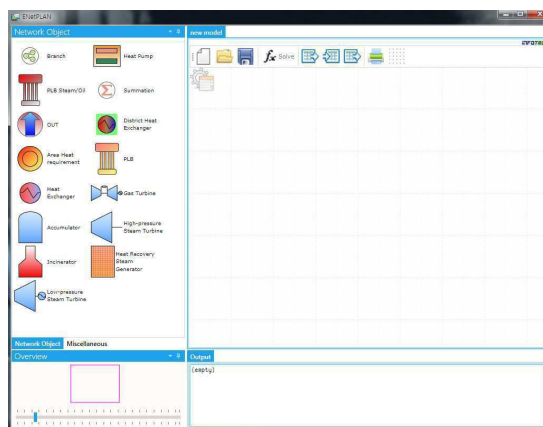 ENetPLAN
Network Object
new model
Branch
Heat Pump
fx Solve
PLB Steam/Oil
Summation
OUT
District Heat
Exchanger
Area Heat
requirement
PLB
Heat
Exchanger
Gas Turbine
Accumulator
High-pressure
Steam Turbine
Incinerator
Heat Recovery
Steam
Generator
Low-pressure
Steam Turbine
Network Object Miscellaneous
Overview
Output
(empty)